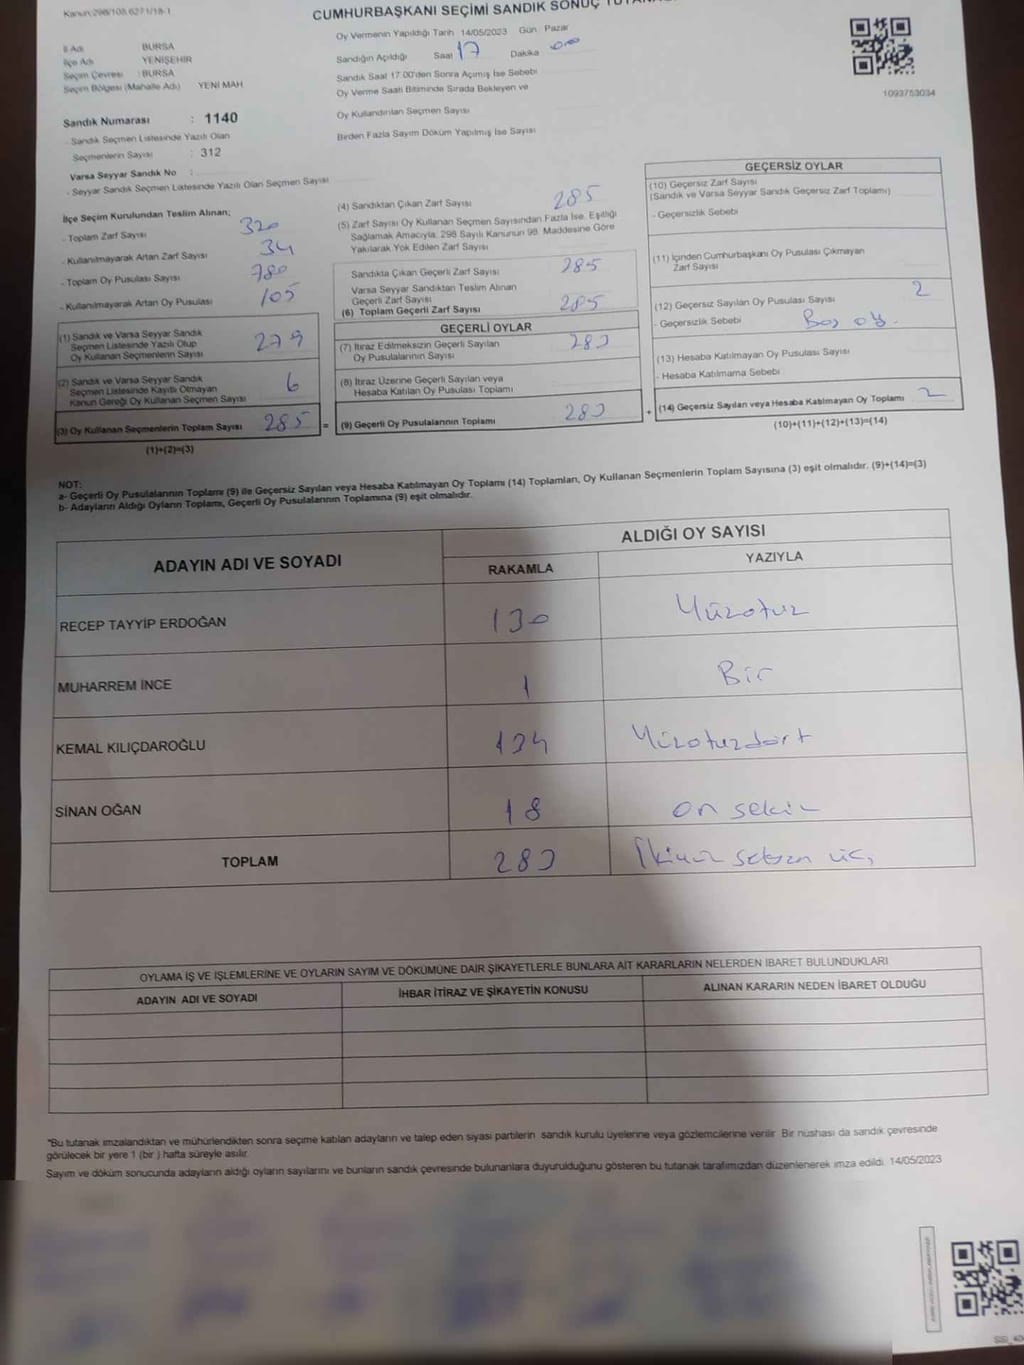 Kanun:298/108.6271/18-1
CUMHURBAŞKANI SEÇİMİ SANDIK SONUÇ
İl Adı BURSA
İlçe Adı YENİŞEHİR
Seçim Çevresi : BURSA
Seçim Bölgesi (Mahalle Adı) YENİ MAH
Oy Vermenin Yapıldığı Tarih 14/05/2023 Gün : Pazar
Sandığın Açıldığı Saat 17 Dakika 00
Sandık Saat 17.00'den Sonra Açılmış İse Sebebi
Oy Verme Saati Bitiminde Sırada Bekleyen ve
Oy Kullandırılan Seçmen Sayısı
Birden Fazla Sayım Döküm Yapılmış İse Sayısı
1093753034
Sandık Numarası : 1140
- Sandık Seçmen Listesinde Yazılı Olan
Seçmenlerin Sayısı : 312
Varsa Seyyar Sandık No :
- Seyyar Sandık Seçmen Listesinde Yazılı Olan Seçmen Sayısı
İlçe Seçim Kurulundan Teslim Alınan;
- Toplam Zarf Sayısı 320
- Kullanılmayarak Artan Zarf Sayısı 34
- Toplam Oy Pusulası Sayısı 780
- Kullanılmayarak Artan Oy Pusulası 105
(1) Sandık ve Varsa Seyyar Sandık
Seçmen Listesinde Yazılı Olup
Oy Kullanan Seçmenlerin Sayısı 279
(2) Sandık ve Varsa Seyyar Sandık
Seçmen Listesinde Kayıtlı Olmayan
Kanun Gereği Oy Kullanan Seçmen Sayısı 6
(3) Oy Kullanan Seçmenlerin Toplam Sayısı 285
(1)+(2)=(3)
(4) Sandıktan Çıkan Zarf Sayısı 285
(5) Zarf Sayısı Oy Kullanan Seçmen Sayısından Fazla İse, Eşitliği
Sağlamak Amacıyla, 298 Sayılı Kanunun 98. Maddesine Göre
Yakılarak Yok Edilen Zarf Sayısı
Sandıkta Çıkan Geçerli Zarf Sayısı 285
Varsa Seyyar Sandıktan Teslim Alınan
Geçerli Zarf Sayısı
(6) Toplam Geçerli Zarf Sayısı 285
GEÇERLİ OYLAR
(7) İtiraz Edilmeksizin Geçerli Sayılan
Oy Pusulalarının Sayısı 283
(8) İtiraz Üzerine Geçerli Sayılan veya
Hesaba Katılan Oy Pusulası Toplamı
= (9) Geçerli Oy Pusulalarının Toplamı 283 +
GEÇERSİZ OYLAR
(10) Geçersiz Zarf Sayısı
(Sandık ve Varsa Seyyar Sandık Geçersiz Zarf Toplamı)
- Geçersizlik Sebebi
(11) İçinden Cumhurbaşkanı Oy Pusulası Çıkmayan
Zarf Sayısı
(12) Geçersiz Sayılan Oy Pusulası Sayısı 2
- Geçersizlik Sebebi Boş oy.
(13) Hesaba Katılmayan Oy Pusulası Sayısı
- Hesaba Katılmama Sebebi
(14) Geçersiz Sayılan veya Hesaba Katılmayan Oy Toplamı 2
(10)+(11)+(12)+(13)=(14)
NOT:
a- Geçerli Oy Pusulalarının Toplamı (9) ile Geçersiz Sayılan veya Hesaba Katılmayan Oy Toplamı (14) Toplamları, Oy Kullanan Seçmenlerin Toplam Sayısına (3) eşit olmalıdır. (9)+(14)=(3)
b- Adayların Aldığı Oyların Toplamı, Geçerli Oy Pusulalarının Toplamına (9) eşit olmalıdır.
ADAYIN ADI VE SOYADI ALDIĞI OY SAYISI
RAKAMLA YAZIYLA
RECEP TAYYİP ERDOĞAN 130 Yüzotuz
MUHARREM İNCE 1 Bir
KEMAL KILIÇDAROĞLU 134 Yüzotuzdört
SİNAN OĞAN 18 on sekiz
TOPLAM 283 İkiyüz seksen üç
OYLAMA İŞ VE İŞLEMLERİNE VE OYLARIN SAYIM VE DÖKÜMÜNE DAİR ŞİKAYETLERLE BUNLARA AİT KARARLARIN NELERDEN İBARET BULUNDUKLARI
ADAYIN ADI VE SOYADI İHBAR İTİRAZ VE ŞİKAYETİN KONUSU ALINAN KARARIN NEDEN İBARET OLDUĞU
*Bu tutanak imzalandıktan ve mühürlendikten sonra seçime katılan adayların ve talep eden siyasi partilerin sandık kurulu üyelerine veya gözlemcilerine verilir. Bir nüshası da sandık çevresinde
görülecek bir yere 1 (bir) hafta süreyle asılır.
Sayım ve döküm sonucunda adayların aldığı oyların sayılarını ve bunların sandık çevresinde bulunanlara duyurulduğunu gösteren bu tutanak tarafımızdan düzenlenerek imza edildi. 14/05/2023